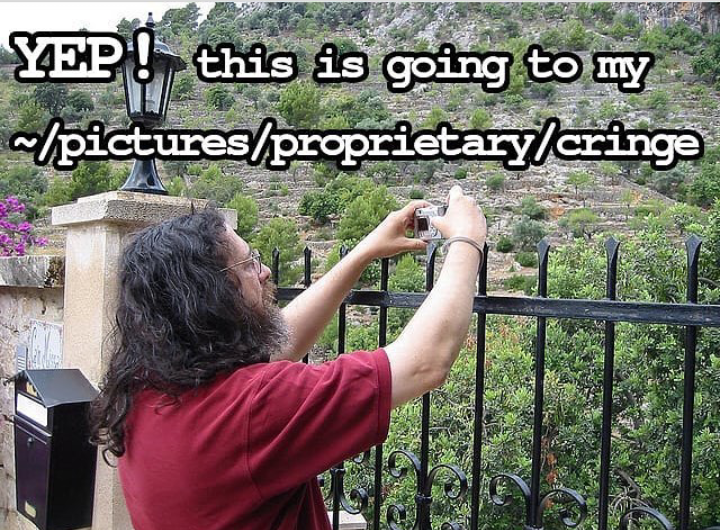 YEP! this is going to my
~/pictures/proprietary/cringe